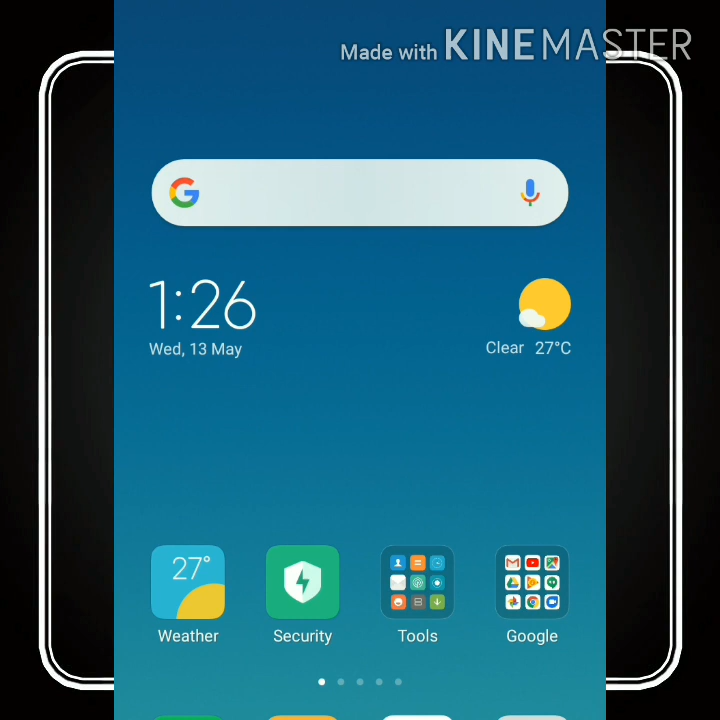 Made with KINEMASTER
1:26
Wed, 13 May
Clear 27°C
27°
Weather
Security
Tools
Google